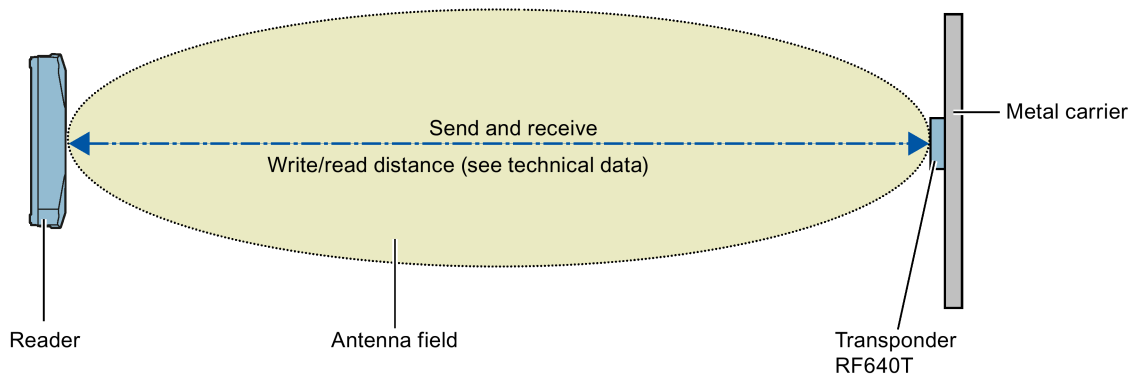 Send and receive
Write/read distance (see technical data)
Metal carrier
Reader
Antenna field
Transponder
RF640T